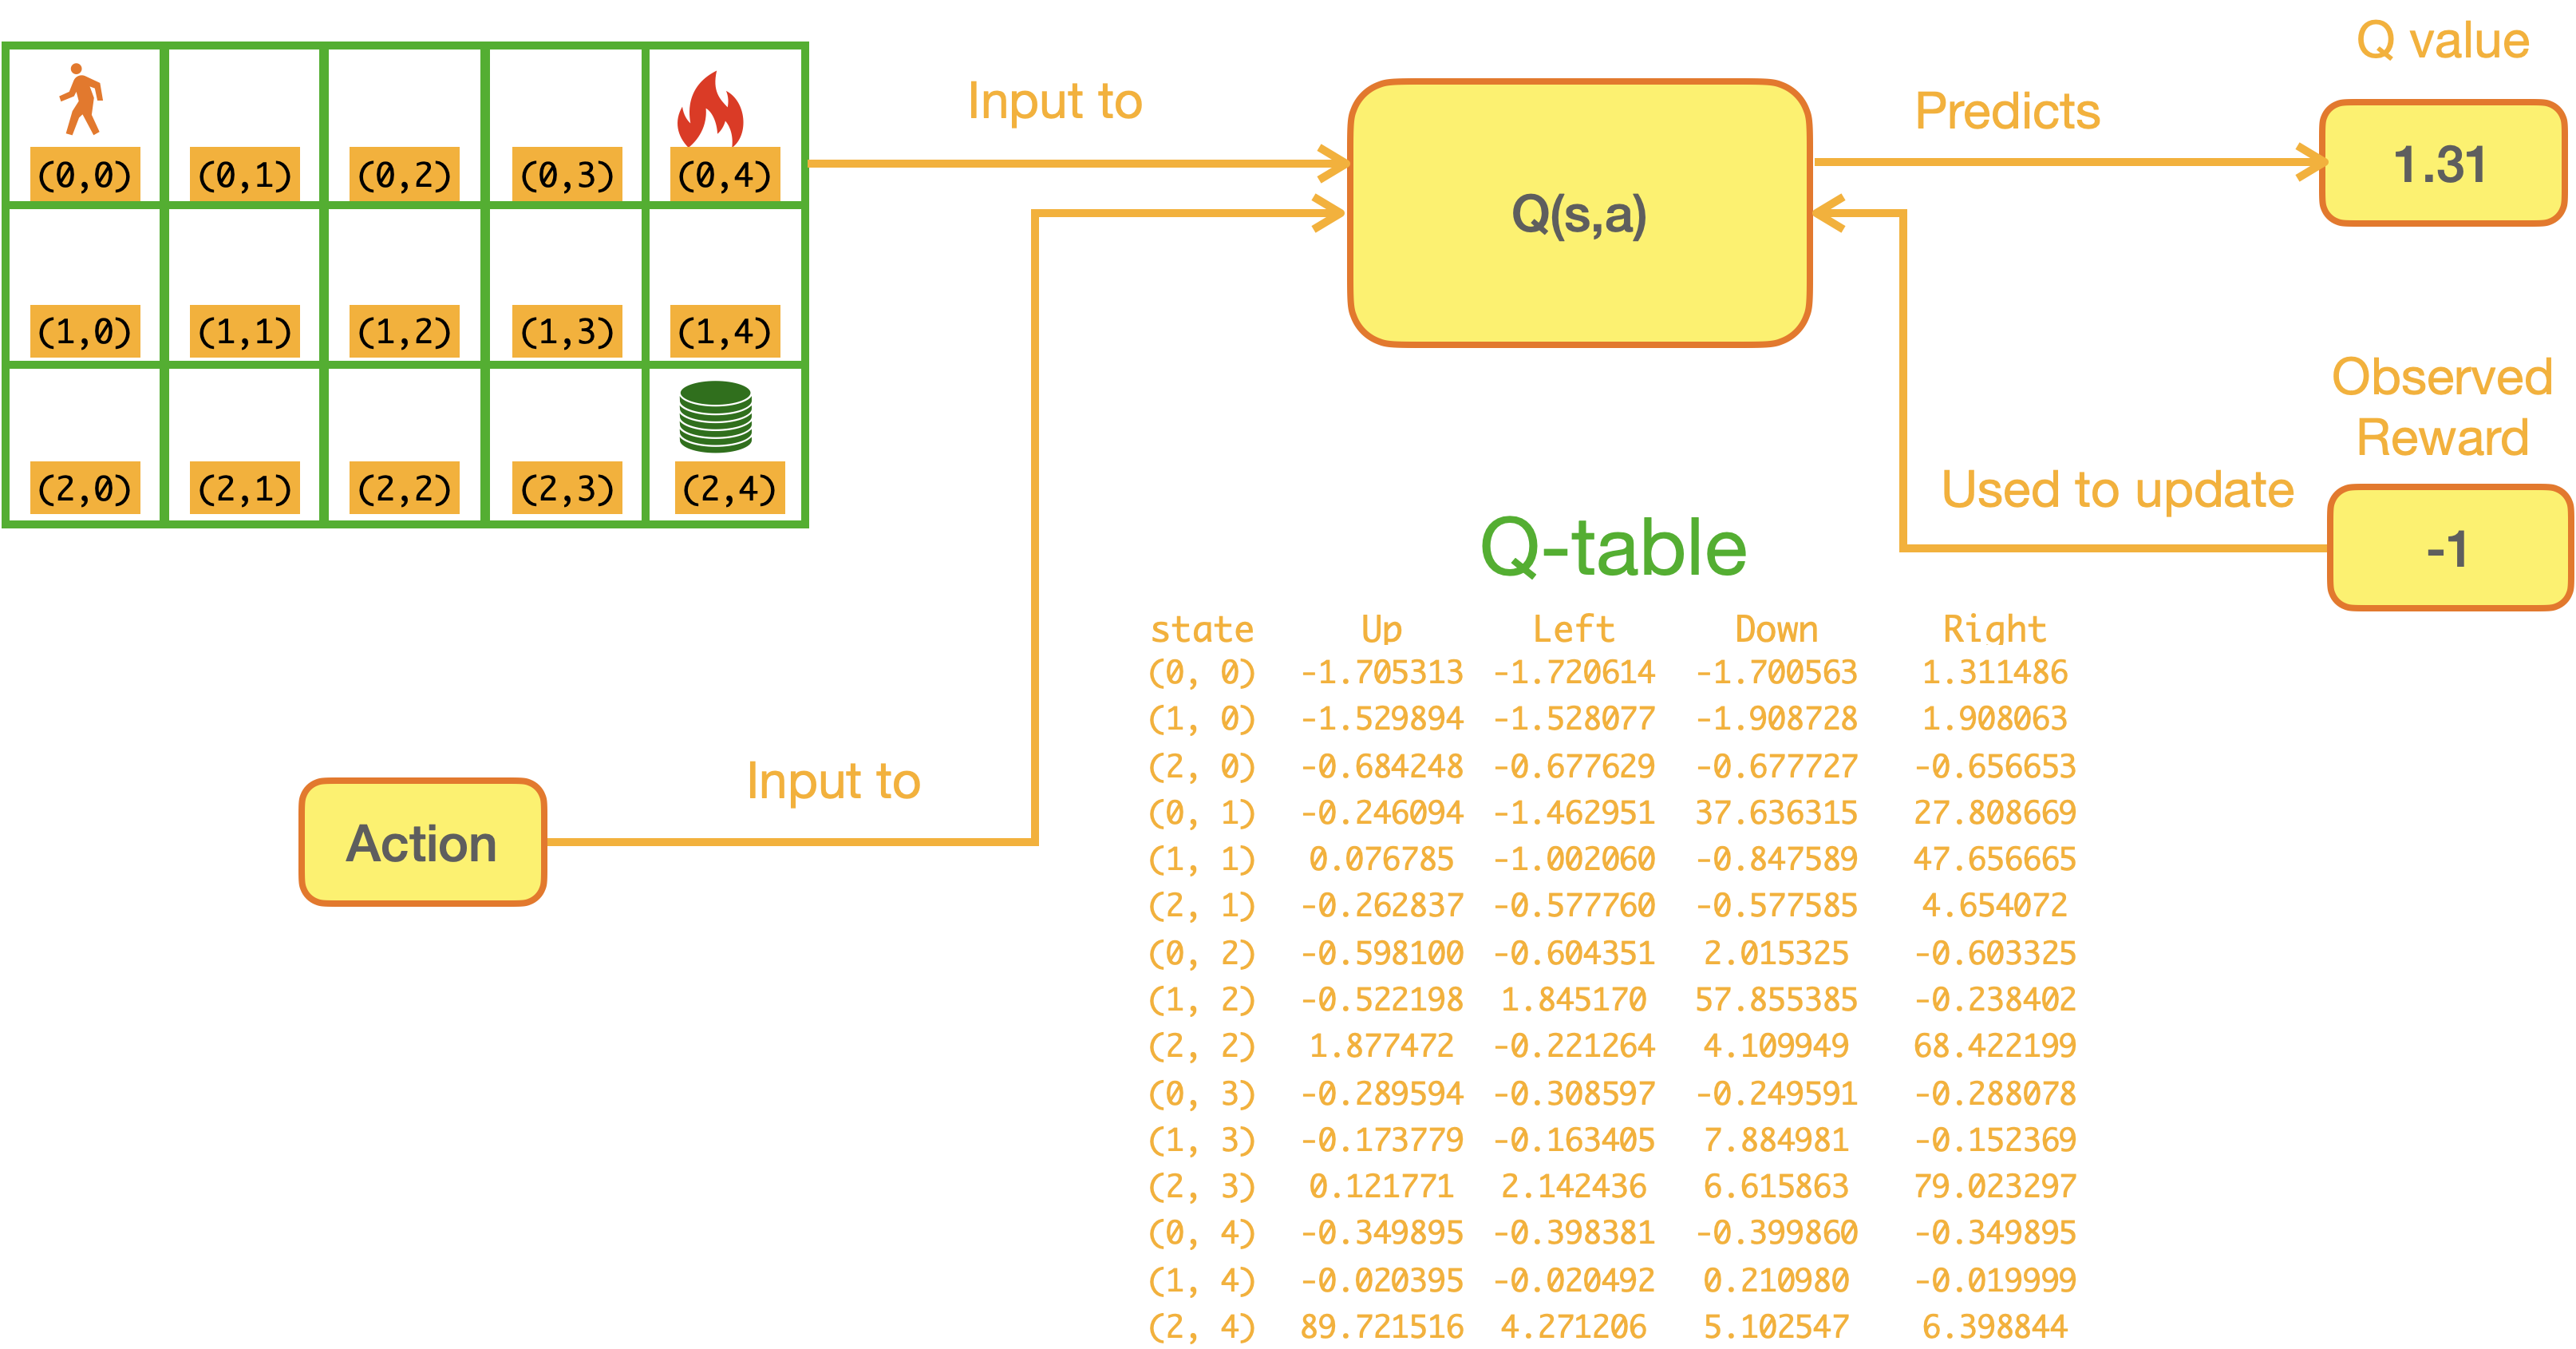 (0,0) (0,1) (0,2) (0,3) (0,4)
(1,0) (1,1) (1,2) (1,3) (1,4)
(2,0) (2,1) (2,2) (2,3) (2,4)
Input to
Q(s,a)
Predicts
Q value
1.31
Observed
Reward
-1
Used to update
Action
Input to
Q-table
state Up Left Down Right
(0, 0) -1.705313 -1.720614 -1.700563 1.311486
(1, 0) -1.529894 -1.528077 -1.908728 1.908063
(2, 0) -0.684248 -0.677629 -0.677727 -0.656653
(0, 1) -0.246094 -1.462951 37.636315 27.808669
(1, 1) 0.076785 -1.002060 -0.847589 47.656665
(2, 1) -0.262837 -0.577760 -0.577585 4.654072
(0, 2) -0.598100 -0.604351 2.015325 -0.603325
(1, 2) -0.522198 1.845170 57.855385 -0.238402
(2, 2) 1.877472 -0.221264 4.109949 68.422199
(0, 3) -0.289594 -0.308597 -0.249591 -0.288078
(1, 3) -0.173779 -0.163405 7.884981 -0.152369
(2, 3) 0.121771 2.142436 6.615863 79.023297
(0, 4) -0.349895 -0.398381 -0.399860 -0.349895
(1, 4) -0.020395 -0.020492 0.210980 -0.019999
(2, 4) 89.721516 4.271206 5.102547 6.398844